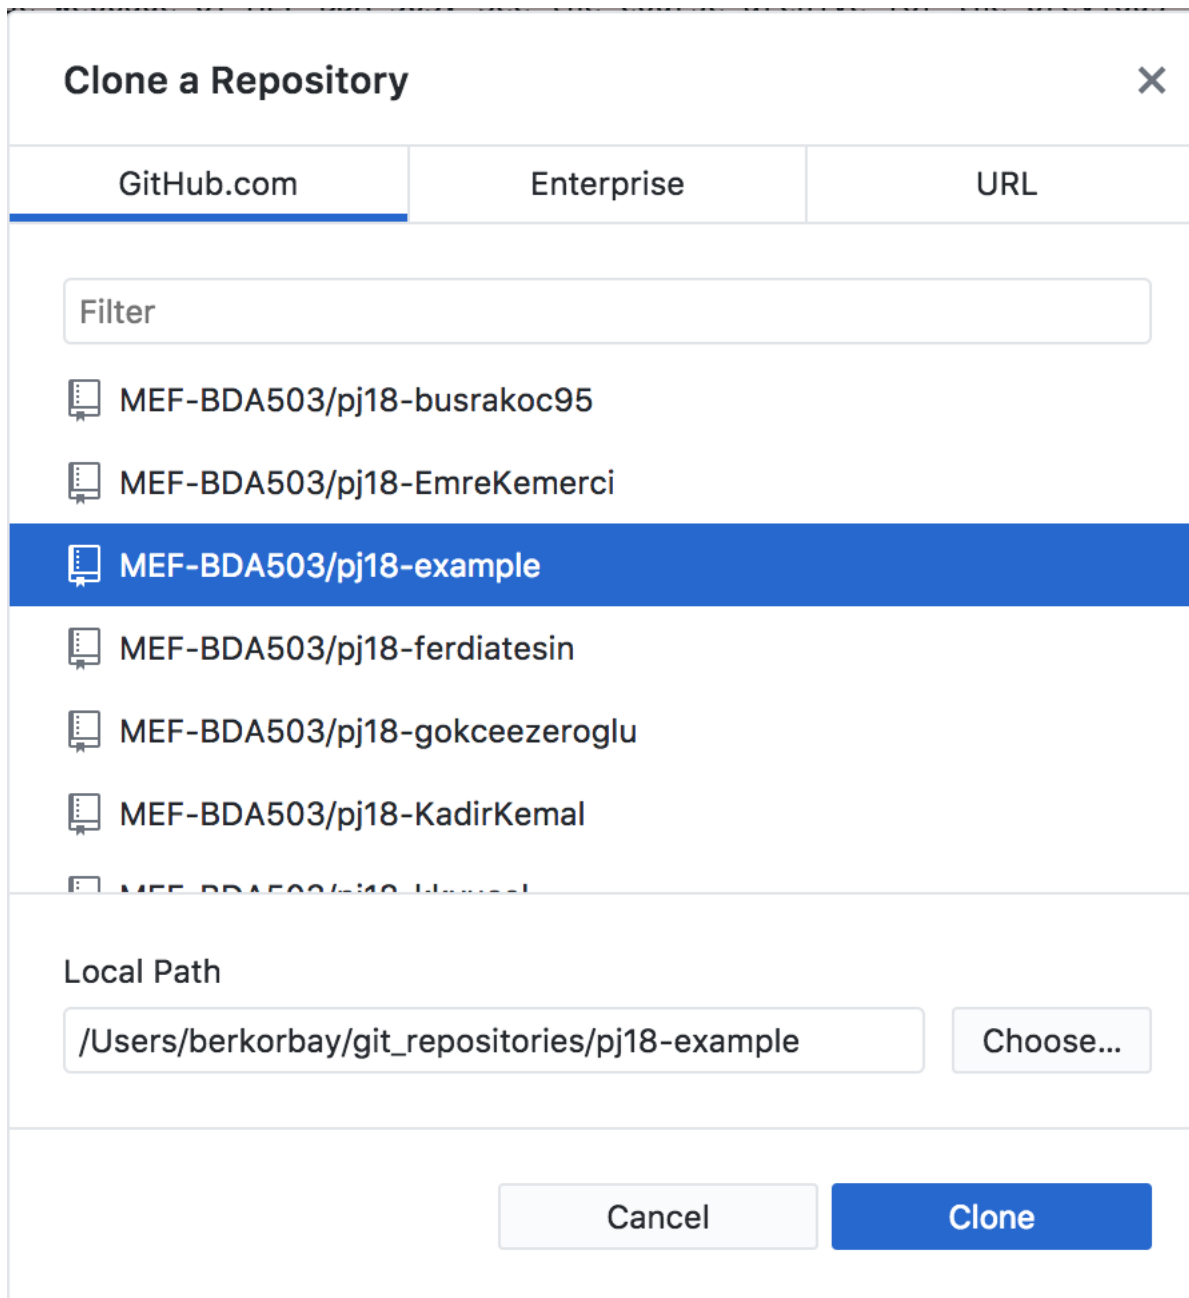 Clone a Repository
GitHub.com
Enterprise
URL
Filter
MEF-BDA503/pj18-busrakoc95
MEF-BDA503/pj18-EmreKemerci
MEF-BDA503/pj18-example
MEF-BDA503/pj18-ferdiatesin
MEF-BDA503/pj18-gokceezeroglu
MEF-BDA503/pj18-KadirKemal
Local Path
/Users/berkorbay/git_repositories/pj18-example
Choose...
Cancel
Clone